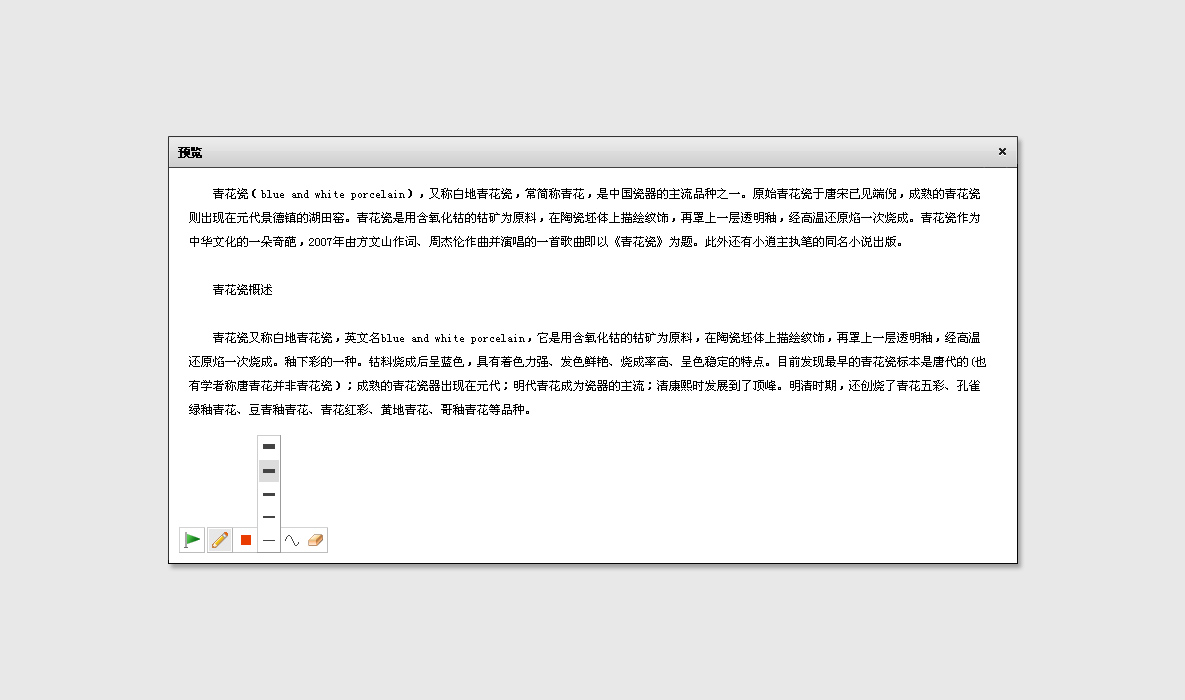 预览
青花瓷(blue and white porcelain),又称白地青花瓷,常简称青花,是中国瓷器的主流品种之一。原始青花瓷于唐宋已见端倪,成熟的青花瓷
则出现在元代景德镇的湖田窑。青花瓷是用含氧化钴的钴矿为原料,在陶瓷坯体上描绘纹饰,再罩上一层透明釉,经高温还原焰一次烧成。青花瓷作为
中华文化的一朵奇葩,2007年由方文山作词、周杰伦作曲并演唱的一首歌曲即以《青花瓷》为题。此外还有小道主执笔的同名小说出版。
青花瓷概述
青花瓷又称白地青花瓷,英文名blue and white porcelain,它是用含氧化钴的钴矿为原料,在陶瓷坯体上描绘纹饰,再罩上一层透明釉,经高温
还原焰一次烧成。釉下彩的一种。钴料烧成后呈蓝色,具有着色力强、发色鲜艳、烧成率高、呈色稳定的特点。目前发现最早的青花瓷标本是唐代的(也
有学者称唐青花并非青花瓷);成熟的青花瓷器出现在元代;明代青花成为瓷器的主流;清康熙时发展到了顶峰。明清时期,还创烧了青花五彩、孔雀
绿釉青花、豆青釉青花、青花红彩、黄地青花、哥釉青花等品种。